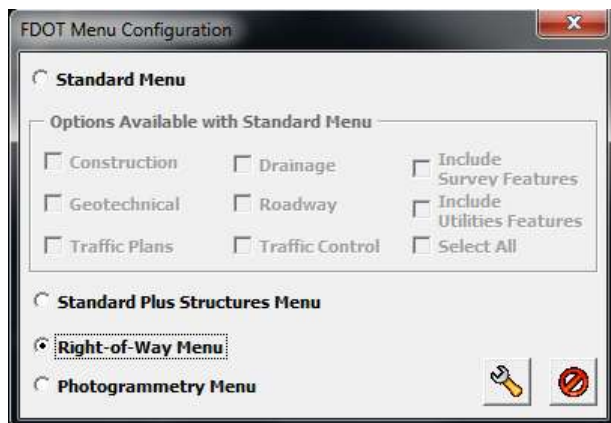 FDOT Menu Configuration
Standard Menu
Options Available with Standard Menu
Construction
Drainage
Include
Survey Features
Geotechnical
Roadway
Include
Utilities Features
Traffic Plans
Traffic Control
Select All
Standard Plus Structures Menu
Right-of-Way Menu
Photogrammetry Menu